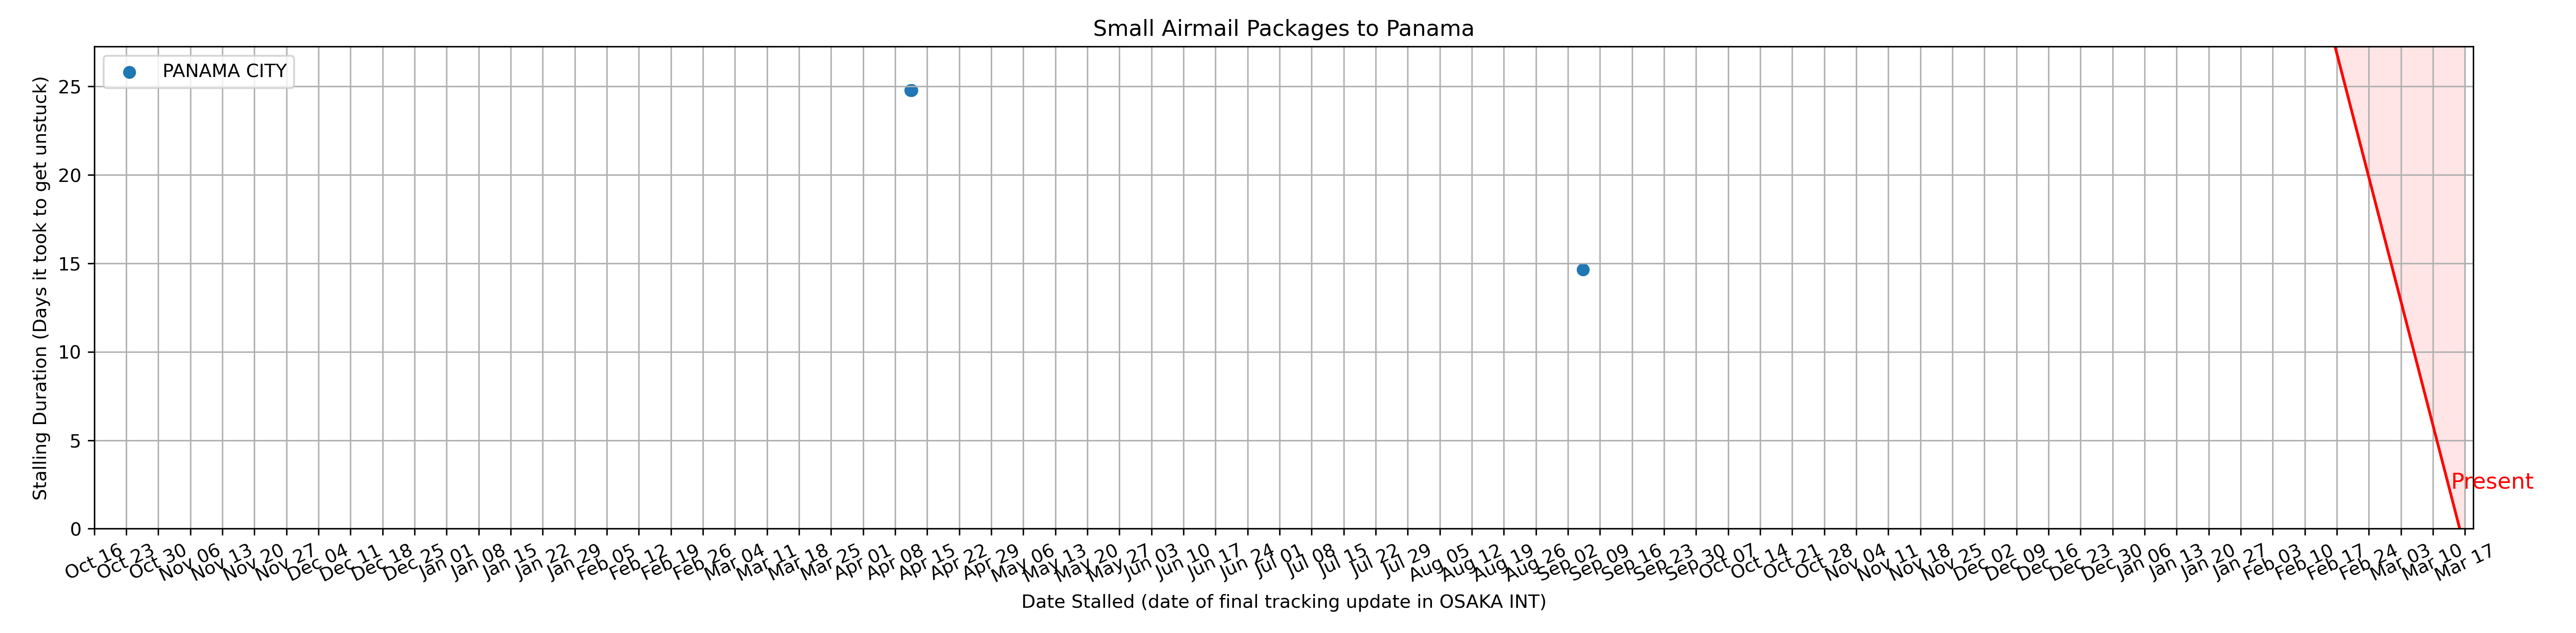 Small Airmail Packages to Panama
PANAMA CITY
Stalling Duration (Days it took to get unstuck)
25
20
15
10
5
0
Present
Oct 16 Oct 23 Oct 30 Nov 06 Nov 13 Nov 20 Nov 27 Dec 04 Dec 11 Dec 18 Dec 25 Jan 01 Jan 08 Jan 15 Jan 22 Jan 29 Feb 05 Feb 12 Feb 19 Feb 26 Mar 04 Mar 11 Mar 18 Mar 25 Apr 01 Apr 08 Apr 15 Apr 22 Apr 29 May 06 May 13 May 20 May 27 Jun 03 Jun 10 Jun 17 Jun 24 Jul 01 Jul 08 Jul 15 Jul 22 Jul 29 Aug 05 Aug 12 Aug 19 Aug 26 Sep 02 Sep 09 Sep 16 Sep 23 Sep 30 Oct 07 Oct 14 Oct 21 Oct 28 Nov 04 Nov 11 Nov 18 Nov 25 Dec 02 Dec 09 Dec 16 Dec 23 Dec 30 Jan 06 Jan 13 Jan 20 Jan 27 Feb 03 Feb 10 Feb 17 Feb 24 Mar 03 Mar 10 Mar 17
Date Stalled (date of final tracking update in OSAKA INT)